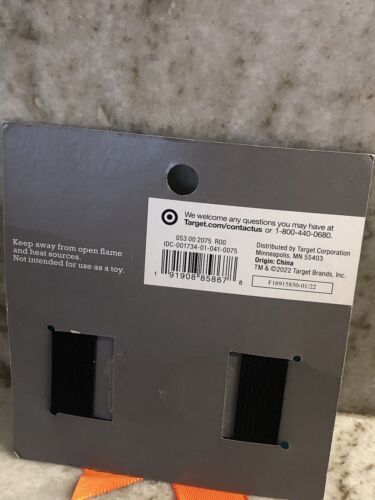 We welcome any questions you may have at
Target.com/contactus or 1-800-440-0680.
053 00 2075 R00
IDC-001734-01-041-0075
1 91908 85867 8
Distributed by Target Corporation
Minneapolis, MN 55403
Origin: China
TM & ©2022 Target Brands, Inc.
F16915850-01/22
Keep away from open flame
and heat sources.
Not intended for use as a toy.